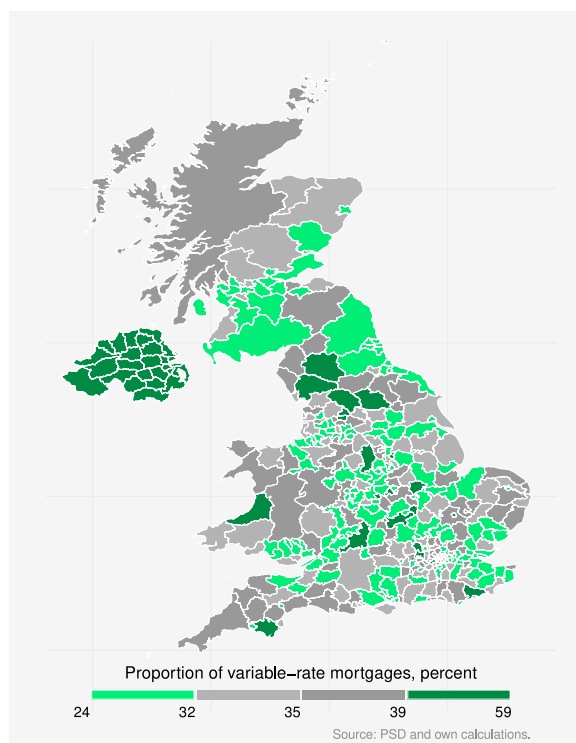 Proportion of variable−rate mortgages, percent
24 32 35 39 59
Source: PSD and own calculations.